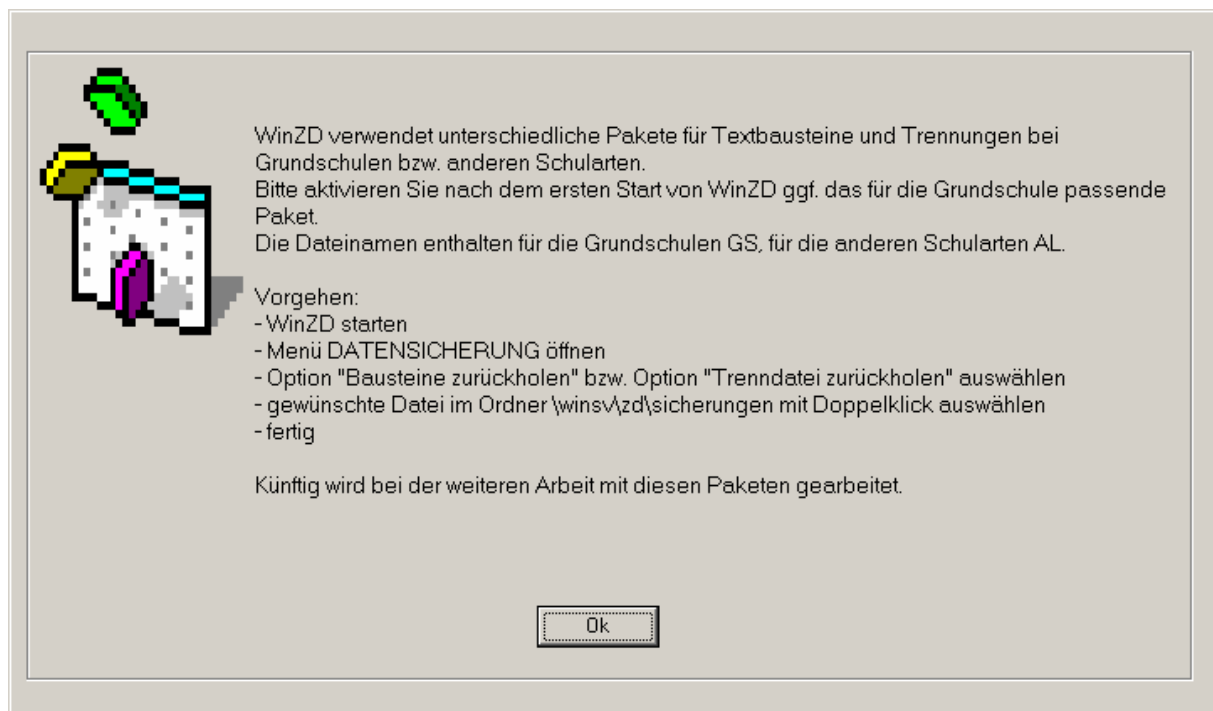 WinZD verwendet unterschiedliche Pakete für Textbausteine und Trennungen bei
Grundschulen bzw. anderen Schularten.
Bitte aktivieren Sie nach dem ersten Start von WinZD ggf. das für die Grundschule passende
Paket.
Die Dateinamen enthalten für die Grundschulen GS, für die anderen Schularten AL.
Vorgehen:
- WinZD starten
- Menü DATENSICHERUNG öffnen
- Option "Bausteine zurückholen" bzw. Option "Trenndatei zurückholen" auswählen
- gewünschte Datei im Ordner \winsv\zd\sicherungen mit Doppelklick auswählen
- fertig
Künftig wird bei der weiteren Arbeit mit diesen Paketen gearbeitet.
Ok